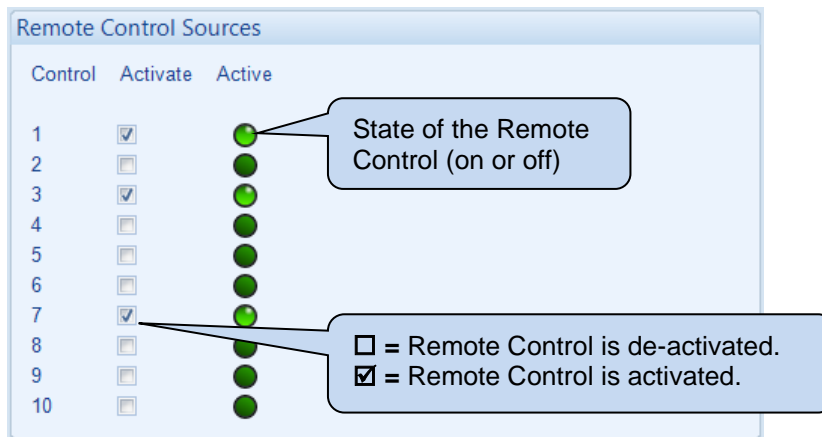 Remote Control Sources
Control Activate Active
1
State of the Remote
Control (on or off)
2
3
4
5
6
7
☐ = Remote Control is de-activated.
☑ = Remote Control is activated.
8
9
10